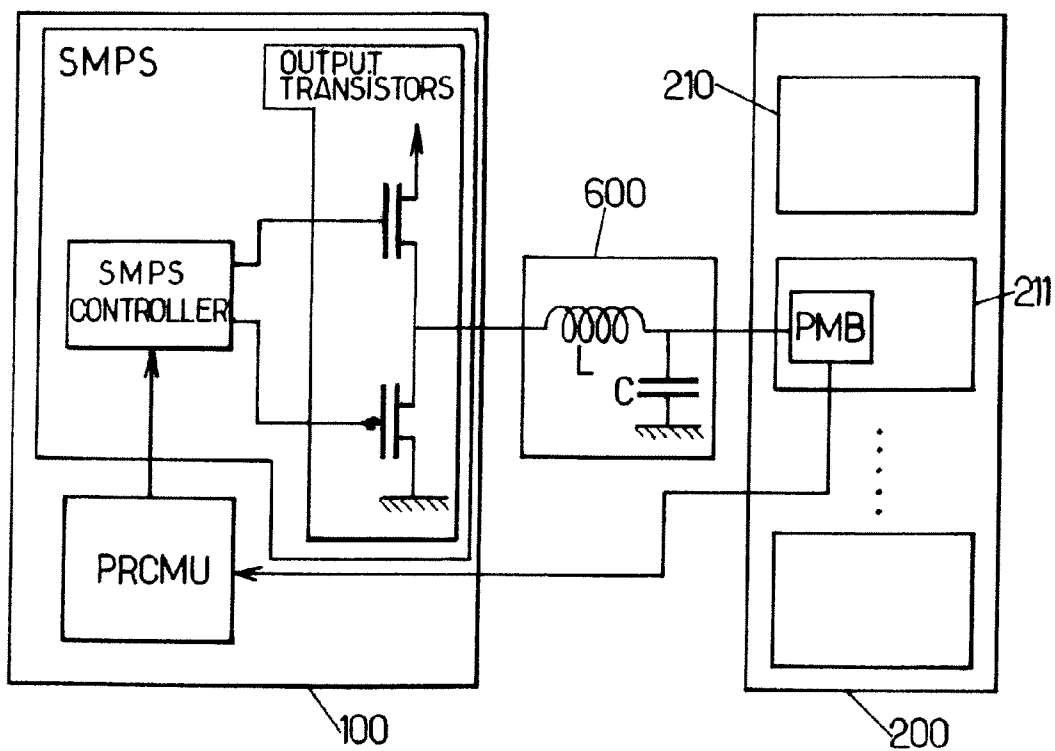 SMPS
OUTPUT
TRANSISTORS
210
600
SMPS
CONTROLLER
211
PMB
L
C
PRCMU
100
200